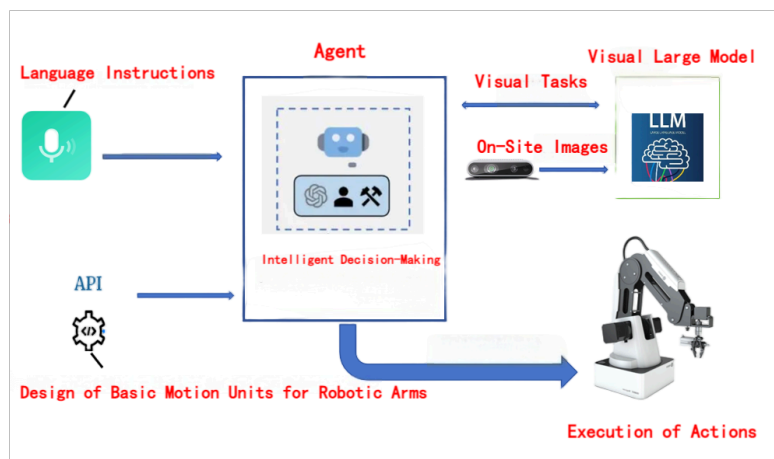 Agent
Visual Large Model
Language Instructions
Visual Tasks
LLM
On-Site Images
Intelligent Decision-Making
API
</>
Design of Basic Motion Units for Robotic Arms
Execution of Actions